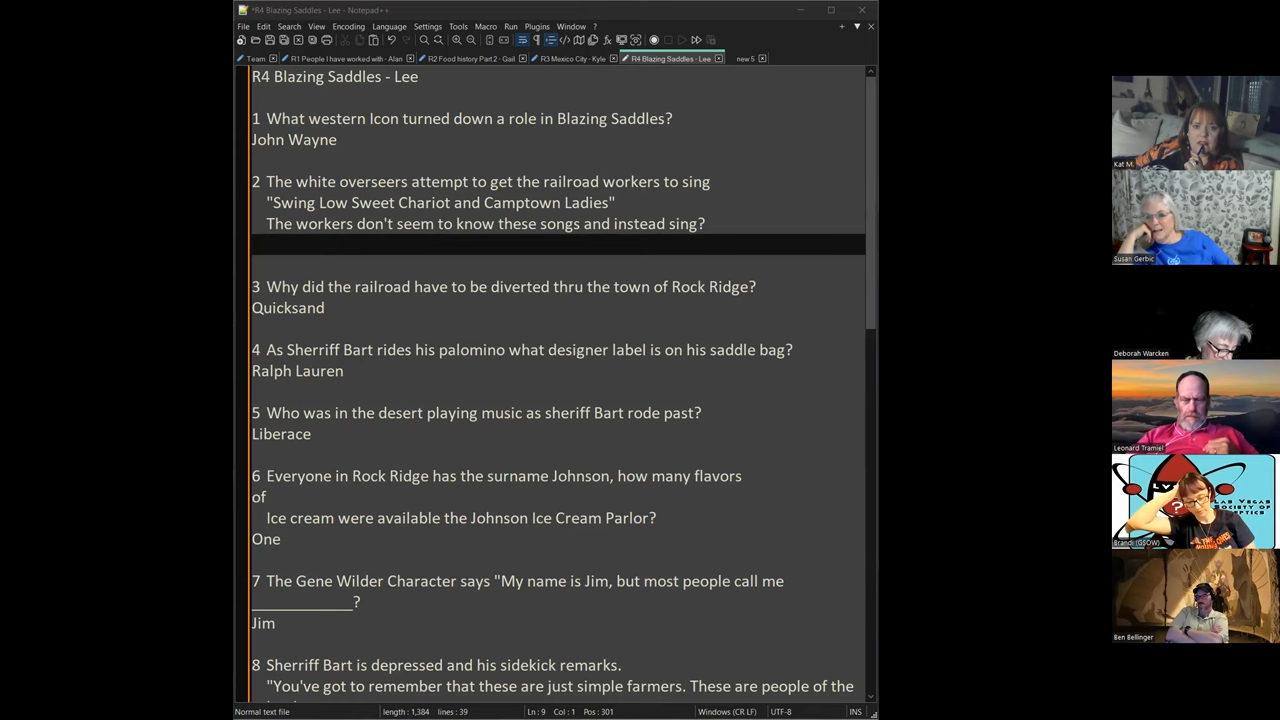 *R4 Blazing Saddles - Lee - Notepad++
File Edit Search View Encoding Language Settings Tools Macro Run Plugins Window ?
Team R1 People I have worked with - Alan R2 Food history Part 2 - Gail R3 Mexico City - Kyle R4 Blazing Saddles - Lee new 5
R4 Blazing Saddles - Lee
1 What western Icon turned down a role in Blazing Saddles?
John Wayne
2 The white overseers attempt to get the railroad workers to sing
"Swing Low Sweet Chariot and Camptown Ladies"
The workers don't seem to know these songs and instead sing?
3 Why did the railroad have to be diverted thru the town of Rock Ridge?
Quicksand
4 As Sherriff Bart rides his palomino what designer label is on his saddle bag?
Ralph Lauren
5 Who was in the desert playing music as sheriff Bart rode past?
Liberace
6 Everyone in Rock Ridge has the surname Johnson, how many flavors
of
Ice cream were available the Johnson Ice Cream Parlor?
One
7 The Gene Wilder Character says "My name is Jim, but most people call me
____________?
Jim
8 Sherriff Bart is depressed and his sidekick remarks.
"You've got to remember that these are just simple farmers. These are people of the
Normal text file length : 1,384 lines : 39 Ln : 9 Col : 1 Pos : 301 Windows (CR LF) UTF-8 INS
Kat M.
Susan Gerbic
Deborah Warcken
Leonard Tramiel
LAS VEGAS
SOCIETY OF
Brandi (GSOW)
Ben Bellinger